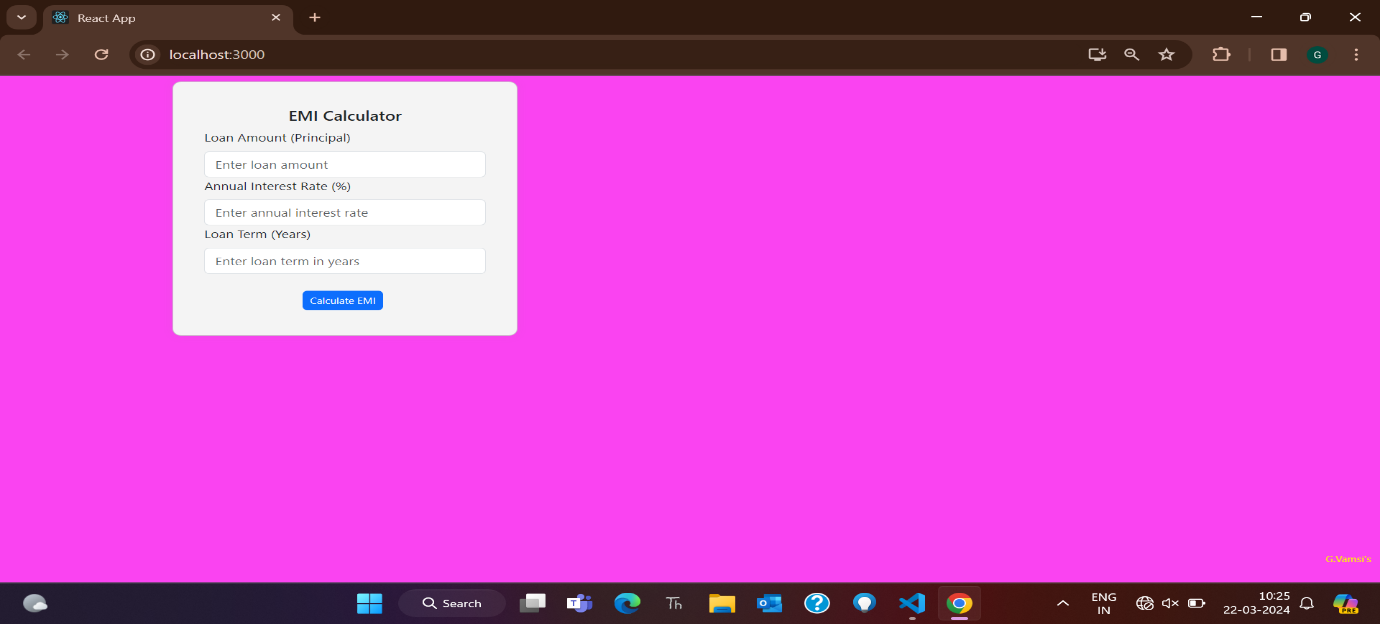 React App
localhost:3000
G
EMI Calculator
Loan Amount (Principal)
Enter loan amount
Annual Interest Rate (%)
Enter annual interest rate
Loan Term (Years)
Enter loan term in years
Calculate EMI
G.Vamsi's
Search
T
Th
o
?
ENG
IN
10:25
22-03-2024
PRE